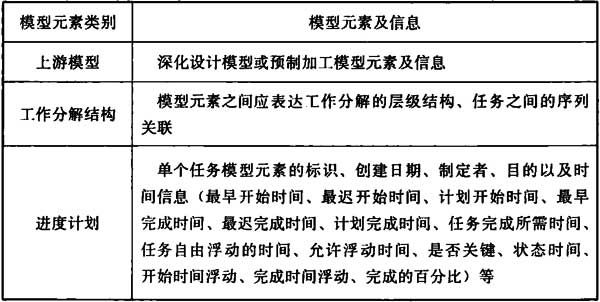 模型元素类别 模型元素及信息
上游模型 深化设计模型或预制加工模型元素及信息
工作分解结构 模型元素之间应表达工作分解的层级结构、任务之间的序列
关联
进度计划
单个任务模型元素的标识、创建日期、制定者、目的以及时
间信息（最早开始时间、最迟开始时间、计划开始时间、最早
完成时间、最迟完成时间、计划完成时间、任务完成所需时间、
任务自由浮动的时间、允许浮动时间、是否关键、状态时间、
开始时间浮动、完成时间浮动、完成的百分比）等